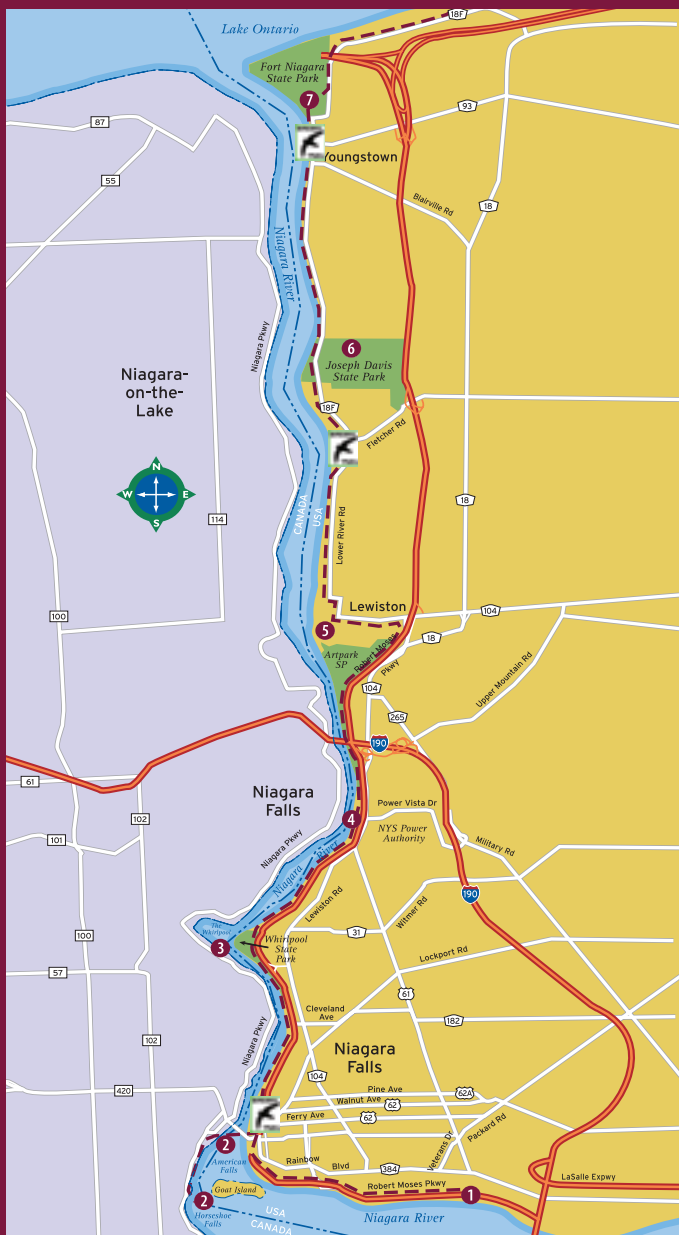 Lake Ontario
18F
Fort Niagara
State Park
7
93
87
Youngstown
55
Blairville Rd
18
Niagara River
Niagara Pkwy
6
Joseph Davis
State Park
Niagara-
on-the-
Lake
18F
Fletcher Rd
N
W
E
S
CANADA
USA
18
114
Lower River Rd
Lewiston
104
100
5
18
Artpark
SP
Robert Moses
Pkwy
104
Upper Mountain Rd
265
190
61
Niagara
Falls
102
Power Vista Dr
4
NYS Power
Authority
101
Niagara Pkwy
Niagara
River
Military Rd
190
Lewiston Rd
Witmer Rd
The
Whirlpool
31
100
Whirlpool
State
Park
3
Lockport Rd
57
61
Cleveland
Ave
182
Niagara Pkwy
102
Niagara
Falls
104
420
Pine Ave
62A
Walnut Ave
62
Ferry Ave
62
Packard Rd
2
Veterans Dr
American
Falls
Rainbow
Blvd
384
LaSalle Expwy
Robert Moses Pkwy
1
Goat Island
2
Horseshoe
Falls
USA
CANADA
Niagara River